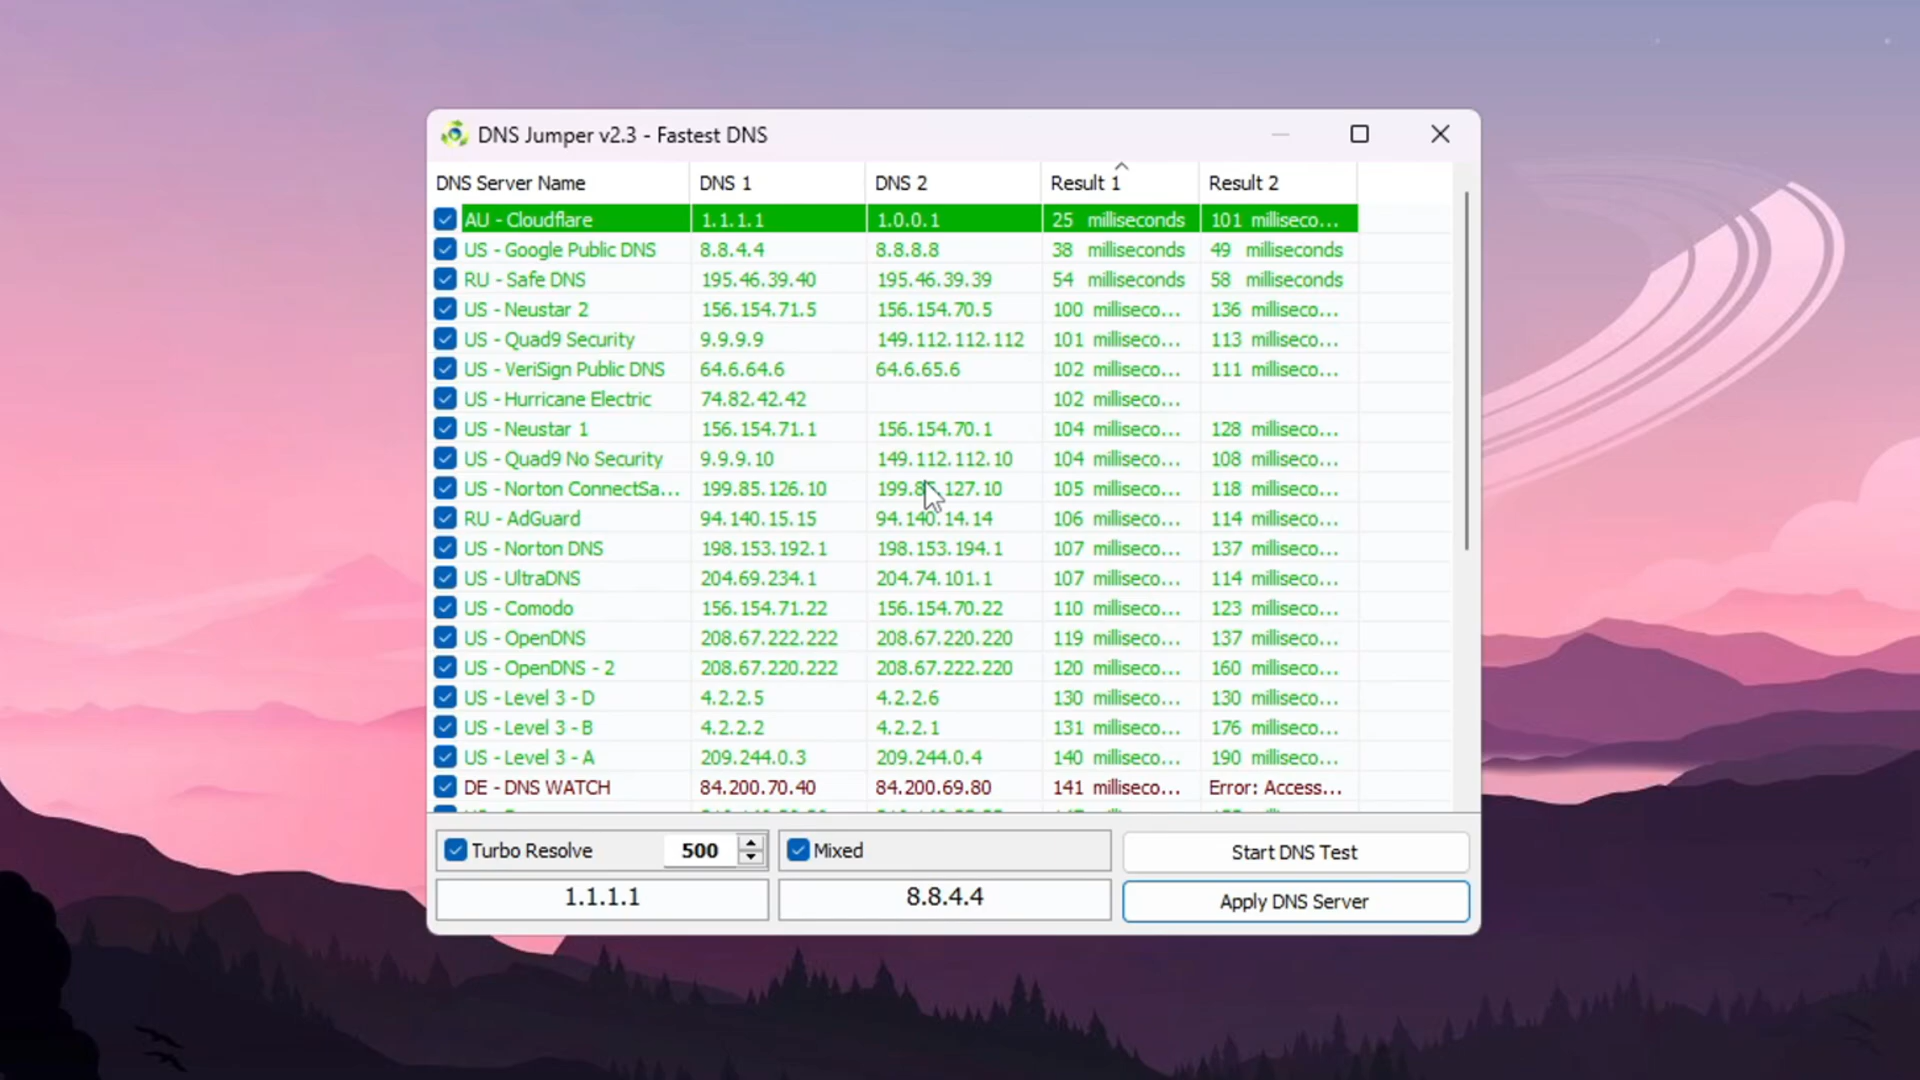 DNS Jumper v2.3 - Fastest DNS
DNS Server Name DNS 1 DNS 2 Result 1 Result 2
AU - Cloudflare 1.1.1.1 1.0.0.1 25 milliseconds 101 milliseco...
US - Google Public DNS 8.8.4.4 8.8.8.8 38 milliseconds 49 milliseconds
RU - Safe DNS 195.46.39.40 195.46.39.39 54 milliseconds 58 milliseconds
US - Neustar 2 156.154.71.5 156.154.70.5 100 milliseco... 136 milliseco...
US - Quad9 Security 9.9.9.9 149.112.112.112 101 milliseco... 113 milliseco...
US - VeriSign Public DNS 64.6.64.6 64.6.65.6 102 milliseco... 111 milliseco...
US - Hurricane Electric 74.82.42.42 102 milliseco...
US - Neustar 1 156.154.71.1 156.154.70.1 104 milliseco... 128 milliseco...
US - Quad9 No Security 9.9.9.10 149.112.112.10 104 milliseco... 108 milliseco...
US - Norton ConnectSa... 199.85.126.10 199.85.127.10 105 milliseco... 118 milliseco...
RU - AdGuard 94.140.15.15 94.140.14.14 106 milliseco... 114 milliseco...
US - Norton DNS 198.153.192.1 198.153.194.1 107 milliseco... 137 milliseco...
US - UltraDNS 204.69.234.1 204.74.101.1 107 milliseco... 114 milliseco...
US - Comodo 156.154.71.22 156.154.70.22 110 milliseco... 123 milliseco...
US - OpenDNS 208.67.222.222 208.67.220.220 119 milliseco... 137 milliseco...
US - OpenDNS - 2 208.67.220.222 208.67.222.220 120 milliseco... 160 milliseco...
US - Level 3 - D 4.2.2.5 4.2.2.6 130 milliseco... 130 milliseco...
US - Level 3 - B 4.2.2.2 4.2.2.1 131 milliseco... 176 milliseco...
US - Level 3 - A 209.244.0.3 209.244.0.4 140 milliseco... 190 milliseco...
DE - DNS WATCH 84.200.70.40 84.200.69.80 141 milliseco... Error: Access...
Turbo Resolve 500 Mixed Start DNS Test
1.1.1.1 8.8.4.4 Apply DNS Server